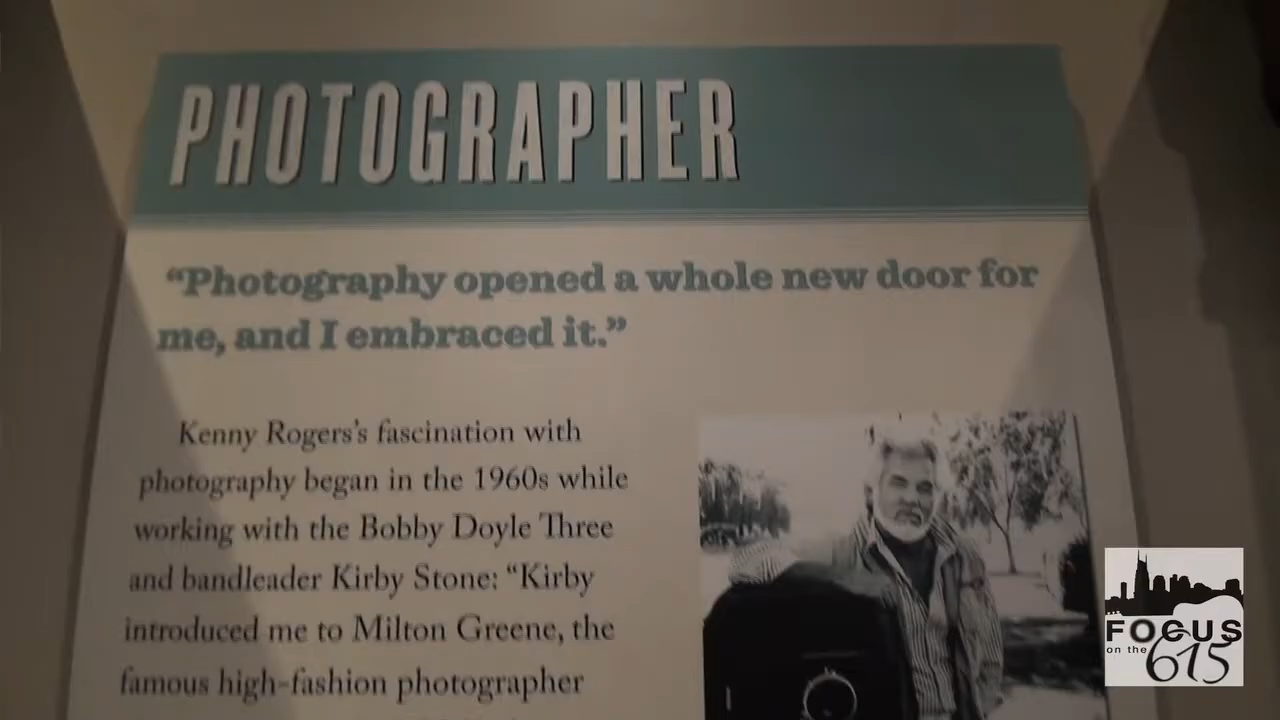 PHOTOGRAPHER
“Photography opened a whole new door for
me, and I embraced it.”
Kenny Rogers’s fascination with
photography began in the 1960s while
working with the Bobby Doyle Three
and bandleader Kirby Stone: “Kirby
introduced me to Milton Greene, the
famous high-fashion photographer
FOCUS
on the 615